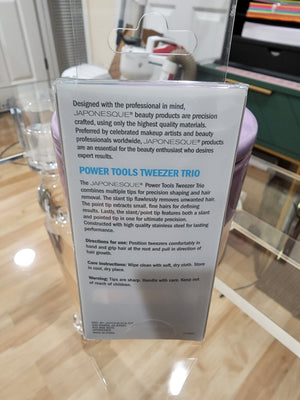 Designed with the professional in mind,
JAPONESQUE® beauty products are precision
crafted, using only the highest quality materials.
Preferred by celebrated makeup artists and beauty
professionals worldwide, JAPONESQUE® products
are an essential for the beauty enthusiast who desires
expert results.
POWER TOOLS TWEEZER TRIO
The JAPONESQUE® Power Tools Tweezer Trio
combines multiple tips for precision shaping and hair
removal. The slant tip flawlessly removes unwanted hair.
The point tip extracts small, fine hairs for defining
results. Lastly, the slant/point tip features both a slant
and pointed tip in one for ultimate precision.
Constructed with high quality stainless steel for lasting
performance.
Directions for use: Position tweezers comfortably in
hand and grip hair at the root and pull in direction of
hair growth.
Care Instructions: Wipe clean with soft, dry cloth. Store
in cool, dry place.
Warning: Tips are sharp. Handle with care. Keep out
of reach of children.